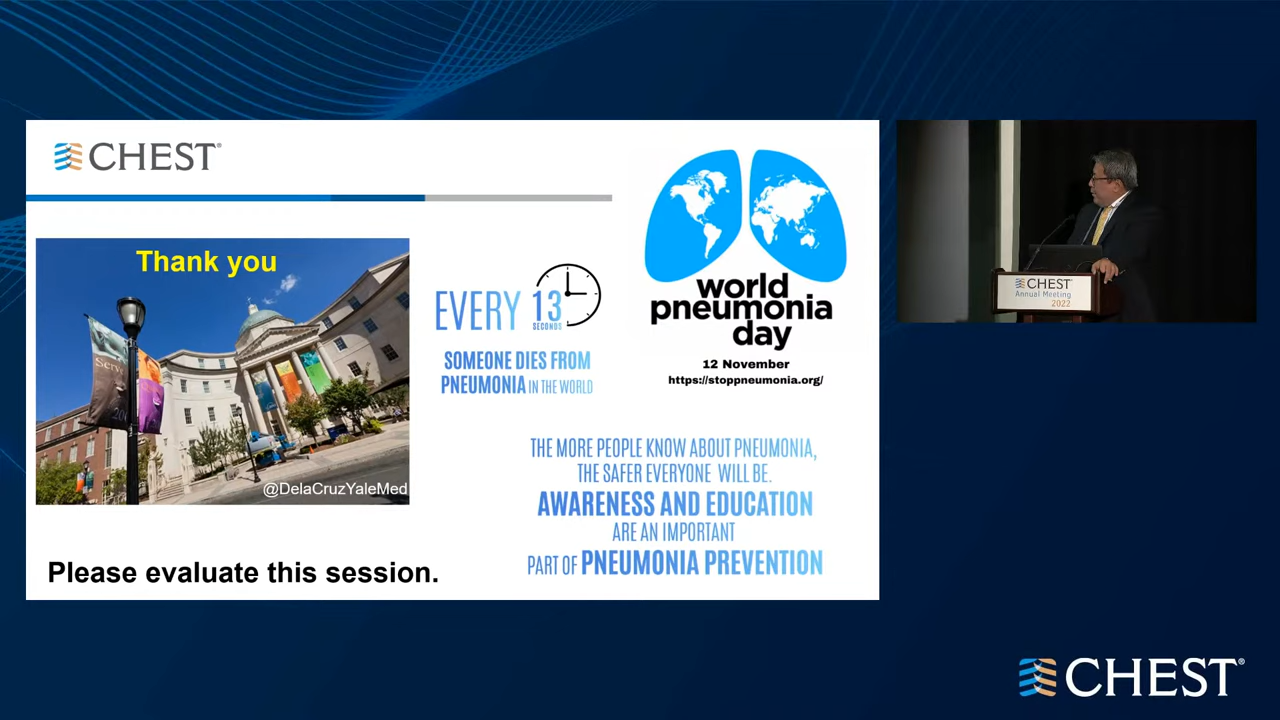 CHEST®
Thank you
Serv
200
@DelaCruzYaleMed
Please evaluate this session.
EVERY 13
SECONDS
SOMEONE DIES FROM
PNEUMONIA IN THE WORLD
world
pneumonia
day
12 November
https://stoppneumonia.org/
THE MORE PEOPLE KNOW ABOUT PNEUMONIA,
THE SAFER EVERYONE WILL BE.
AWARENESS AND EDUCATION
ARE AN IMPORTANT
PART OF PNEUMONIA PREVENTION
CHEST
Annual Meeting
2022
CHEST®